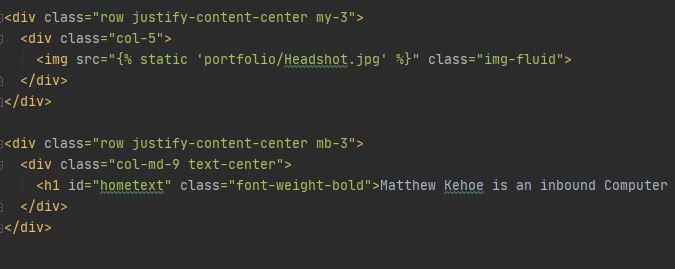 <div class="row justify-content-center my-3">
<div class="col-5">
<img src="{% static 'portfolio/Headshot.jpg' %}" class="img-fluid">
</div>
</div>
<div class="row justify-content-center mb-3">
<div class="col-md-9 text-center">
<h1 id="hometext" class="font-weight-bold">Matthew Kehoe is an inbound Computer
</div>
</div>